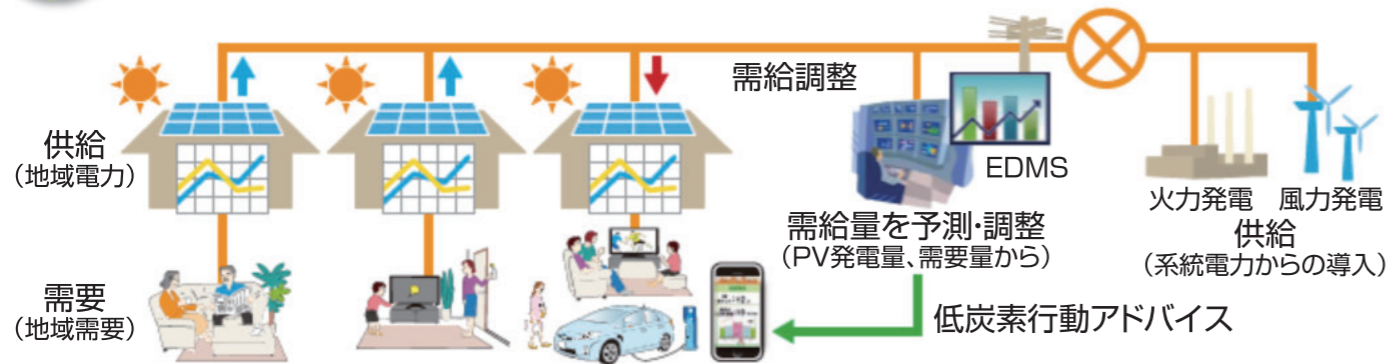 需給調整
供給
（地域電力）
EDMS
火力発電　風力発電
需給量を予測・調整
（PV発電量、需要量から）
供給
（系統電力からの導入）
需要
（地域需要）
低炭素行動アドバイス